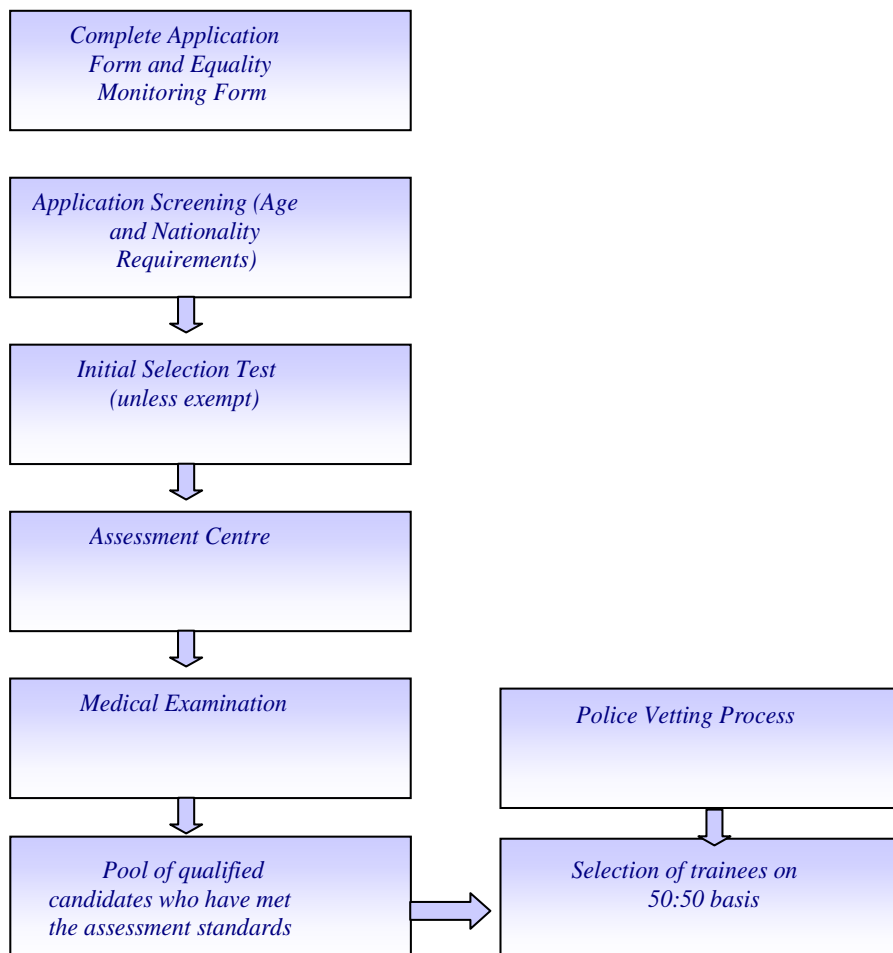 Complete Application
Form and Equality
Monitoring Form
Application Screening (Age
and Nationality
Requirements)
Initial Selection Test
(unless exempt)
Assessment Centre
Medical Examination
Police Vetting Process
Pool of qualified
candidates who have met
the assessment standards
Selection of trainees on
50:50 basis